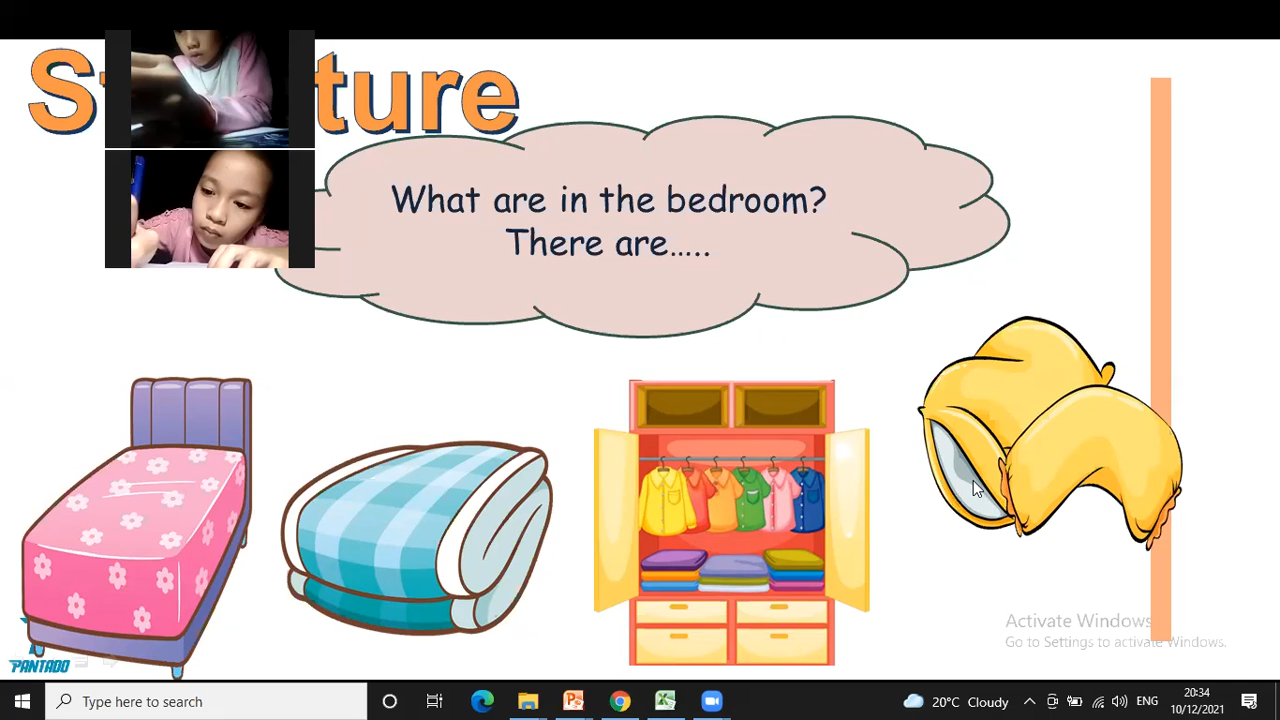 What are in the bedroom?
There are…..
Activate Windows
Go to Settings to activate Windows.
PANTADO
Type here to search
20°C Cloudy
ENG
20:34
10/12/2021